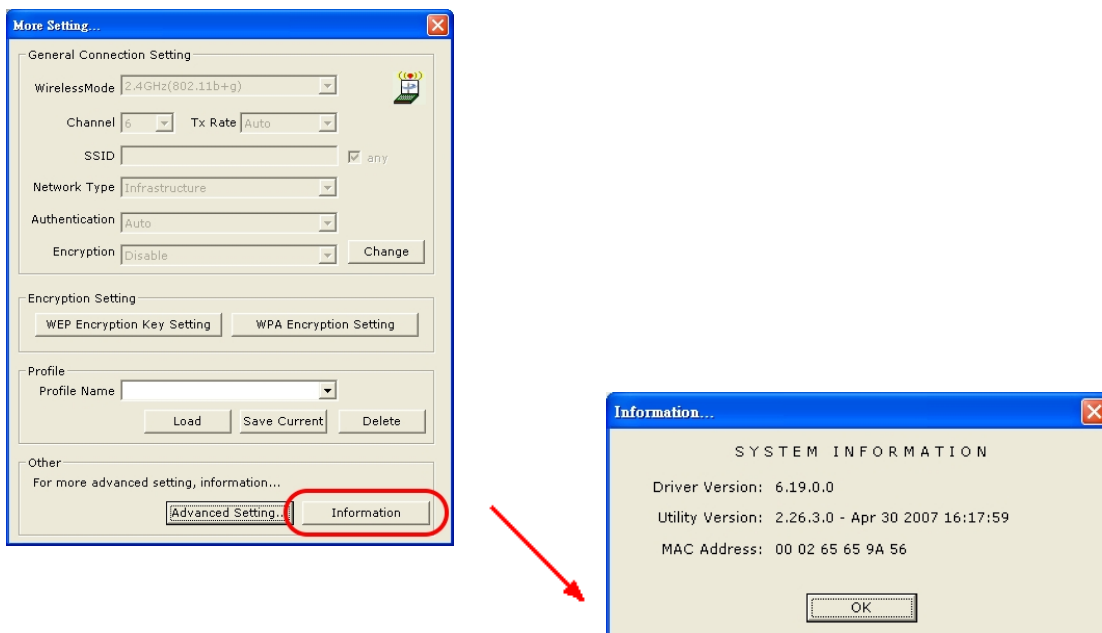 More Setting...
General Connection Setting
WirelessMode 2.4GHz(802.11b+g)
Channel 6 Tx Rate Auto
SSID any
Network Type Infrastructure
Authentication Auto
Encryption Disable Change
Encryption Setting
WEP Encryption Key Setting WPA Encryption Setting
Profile
Profile Name
Load Save Current Delete
Other
For more advanced setting, information...
Advanced Setting... Information
Information...
SYSTEM INFORMATION
Driver Version: 6.19.0.0
Utility Version: 2.26.3.0 - Apr 30 2007 16:17:59
MAC Address: 00 02 65 65 9A 56
OK